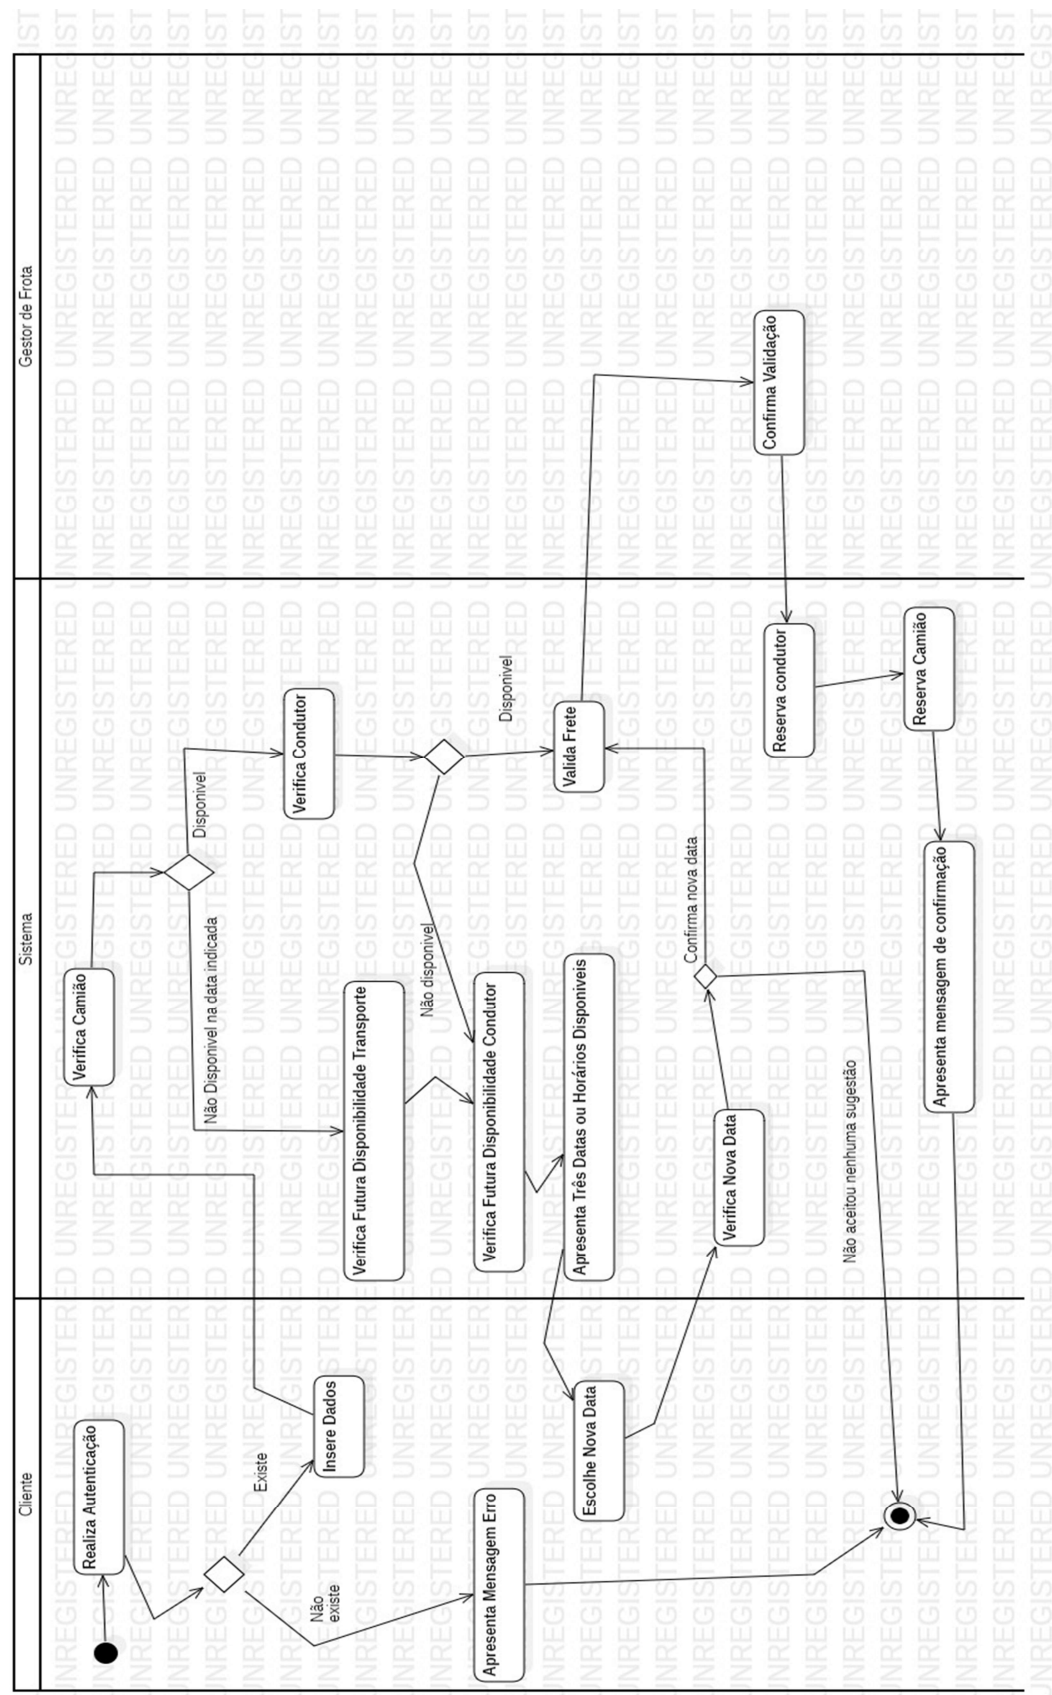 Cliente
Sistema
Gestor de Frota
Realiza Autenticação
Existe
Não
existe
Insere Dados
Apresenta Mensagem Erro
Verifica Camião
Disponivel
Não Disponivel na data indicada
Verifica Condutor
Verifica Futura Disponibilidade Transporte
Não disponivel
Disponivel
Verifica Futura Disponibilidade Condutor
Apresenta Três Datas ou Horários Disponiveis
Valida Frete
Escolhe Nova Data
Verifica Nova Data
Confirma nova data
Não aceitou nenhuma sugestão
Confirma Validação
Reserva condutor
Reserva Camião
Apresenta mensagem de confirmação